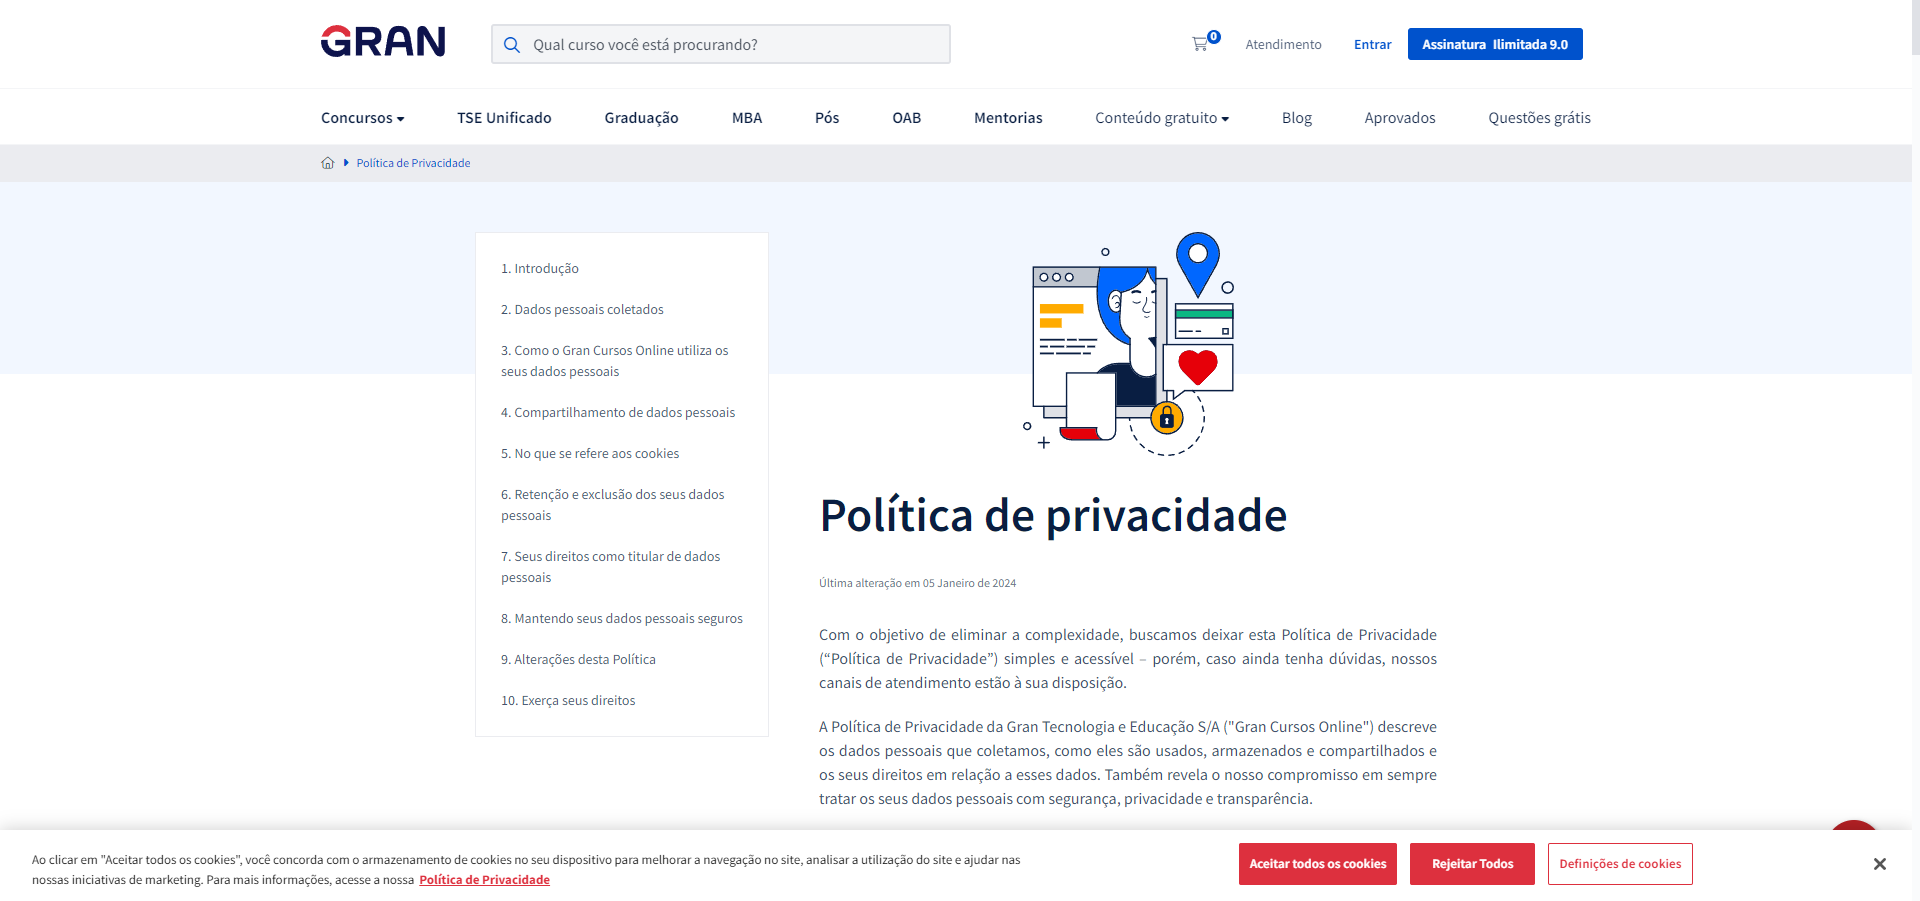 GRAN
Qual curso você está procurando?
0
Atendimento
Entrar
Assinatura Ilimitada 9.0
Concursos
TSE Unificado
Graduação
MBA
Pós
OAB
Mentorias
Conteúdo gratuito
Blog
Aprovados
Questões grátis
Política de Privacidade
1. Introdução
2. Dados pessoais coletados
3. Como o Gran Cursos Online utiliza os
seus dados pessoais
4. Compartilhamento de dados pessoais
5. No que se refere aos cookies
6. Retenção e exclusão dos seus dados
pessoais
7. Seus direitos como titular de dados
pessoais
8. Mantendo seus dados pessoais seguros
9. Alterações desta Política
10. Exerça seus direitos
Política de privacidade
Última alteração em 05 Janeiro de 2024
Com o objetivo de eliminar a complexidade, buscamos deixar esta Política de Privacidade
(“Política de Privacidade”) simples e acessível – porém, caso ainda tenha dúvidas, nossos
canais de atendimento estão à sua disposição.
A Política de Privacidade da Gran Tecnologia e Educação S/A ("Gran Cursos Online") descreve
os dados pessoais que coletamos, como eles são usados, armazenados e compartilhados e
os seus direitos em relação a esses dados. Também revela o nosso compromisso em sempre
tratar os seus dados pessoais com segurança, privacidade e transparência.
Ao clicar em "Aceitar todos os cookies", você concorda com o armazenamento de cookies no seu dispositivo para melhorar a navegação no site, analisar a utilização do site e ajudar nas
nossas iniciativas de marketing. Para mais informações, acesse a nossa Política de Privacidade
Aceitar todos os cookies
Rejeitar Todos
Definições de cookies